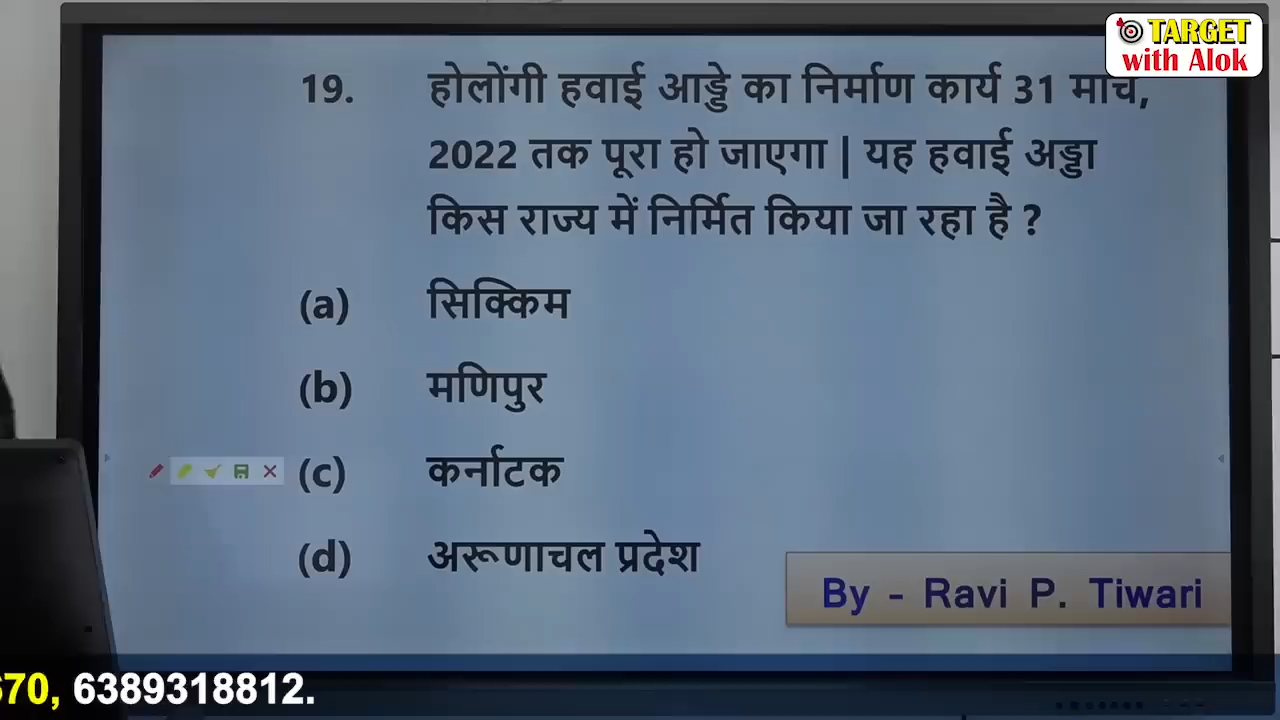 TARGET
with Alok
19. होलोंगी हवाई आड्डे का निर्माण कार्य 31 मार्च,
2022 तक पूरा हो जाएगा | यह हवाई अड्डा
किस राज्य में निर्मित किया जा रहा है ?
(a) सिक्किम
(b) मणिपुर
(c) कर्नाटक
(d) अरूणाचल प्रदेश
By - Ravi P. Tiwari
670, 6389318812.